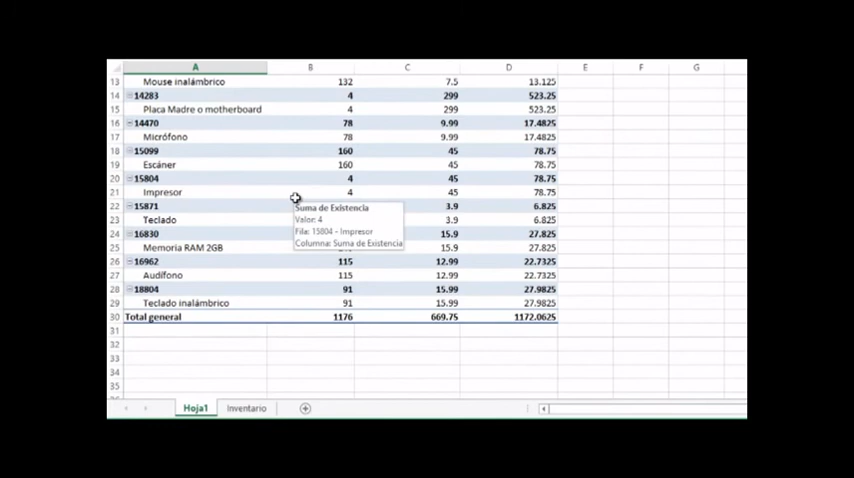 A B C D E F G
13 Mouse inalámbrico 132 7.5 13.125
14 14283 4 299 523.25
15 Placa Madre o motherboard 4 299 523.25
16 14470 78 9.99 17.4825
17 Micrófono 78 9.99 17.4825
18 15099 160 45 78.75
19 Escáner 160 45 78.75
20 15804 4 45 78.75
21 Impresor 4 45 78.75
22 15871 3.9 6.825
23 Teclado 3.9 6.825
24 16830 15.9 27.825
25 Memoria RAM 2GB 15.9 27.825
26 16962 115 12.99 22.7325
27 Audífono 115 12.99 22.7325
28 18804 91 15.99 27.9825
29 Teclado inalámbrico 91 15.99 27.9825
30 Total general 1176 669.75 1172.0625
31
32
33
34
35
Suma de Existencia
Valor: 4
Fila: 15804 - Impresor
Columna: Suma de Existencia
Hoja1 Inventario